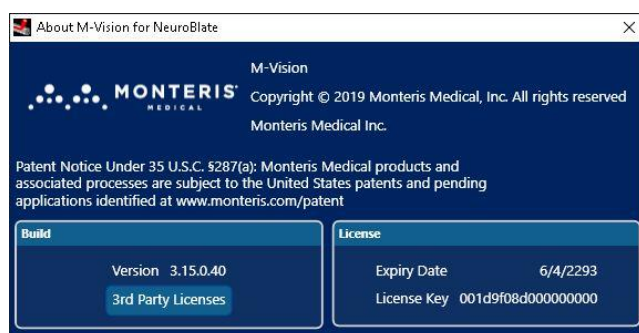 About M-Vision for NeuroBlate
MONTERIS
MEDICAL
M-Vision
Copyright © 2019 Monteris Medical, Inc. All rights reserved
Monteris Medical Inc.
Patent Notice Under 35 U.S.C. §287(a): Monteris Medical products and
associated processes are subject to the United States patents and pending
applications identified at www.monteris.com/patent
Build
Version 3.15.0.40
3rd Party Licenses
License
Expiry Date 6/4/2293
License Key 001d9f08d000000000